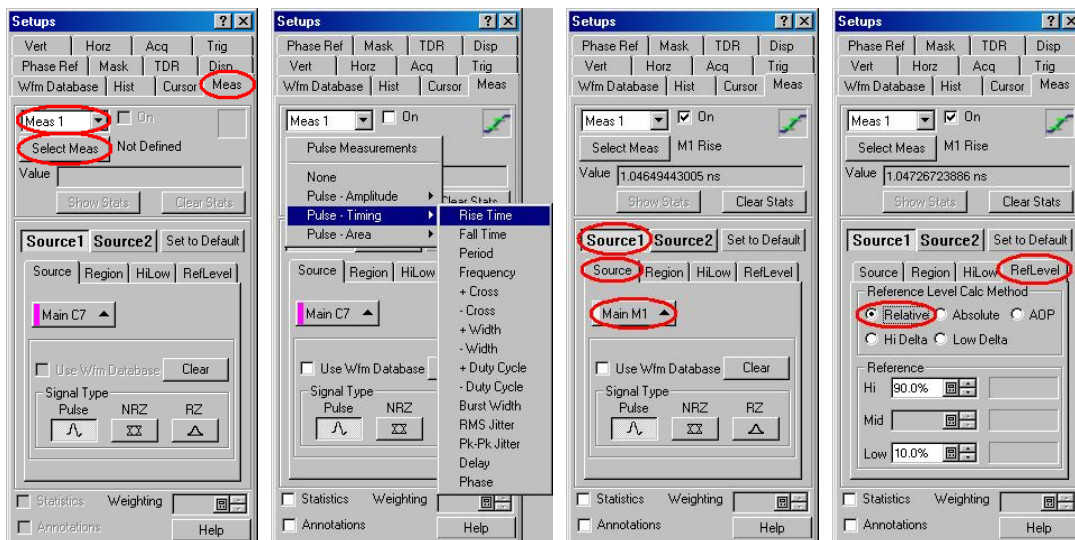 Setups
Vert Horz Acq Trig
Phase Ref Mask TDR Disp
Wfm Database Hist Cursor Meas
Meas 1 On
Select Meas Not Defined
Value
Show Stats Clear Stats
Source1 Source2 Set to Default
Source Region HiLow RefLevel
Main C7
Use Wfm Database Clear
Signal Type
Pulse NRZ RZ
Statistics Weighting
Annotations Help
Setups
Phase Ref Mask TDR Disp
Vert Horz Acq Trig
Wfm Database Hist Cursor Meas
Meas 1 On
Pulse Measurements
None
Pulse - Amplitude
Pulse - Timing
Pulse - Area
Clear Stats
Rise Time
Fall Time
Period
Frequency
+ Cross
- Cross
+ Width
- Width
+ Duty Cycle
- Duty Cycle
Burst Width
RMS Jitter
Pk-Pk Jitter
Delay
Phase
Source Region HiLow
Main C7
Use Wfm Database
Signal Type
Pulse NRZ
Statistics Weighting
Annotations Help
Setups
Phase Ref Mask TDR Disp
Vert Horz Acq Trig
Wfm Database Hist Cursor Meas
Meas 1 On
Select Meas M1 Rise
Value 1.04649443005 ns
Show Stats Clear Stats
Source1 Source2 Set to Default
Source Region HiLow RefLevel
Main M1
Use Wfm Database Clear
Signal Type
Pulse NRZ RZ
Statistics Weighting
Annotations Help
Setups
Phase Ref Mask TDR Disp
Vert Horz Acq Trig
Wfm Database Hist Cursor Meas
Meas 1 On
Select Meas M1 Rise
Value 1.04726723886 ns
Show Stats Clear Stats
Source1 Source2 Set to Default
Source Region HiLow RefLevel
Reference Level Calc Method
Relative Absolute AOP
Hi Delta Low Delta
Reference
Hi 90.0%
Mid
Low 10.0%
Statistics Weighting
Annotations Help